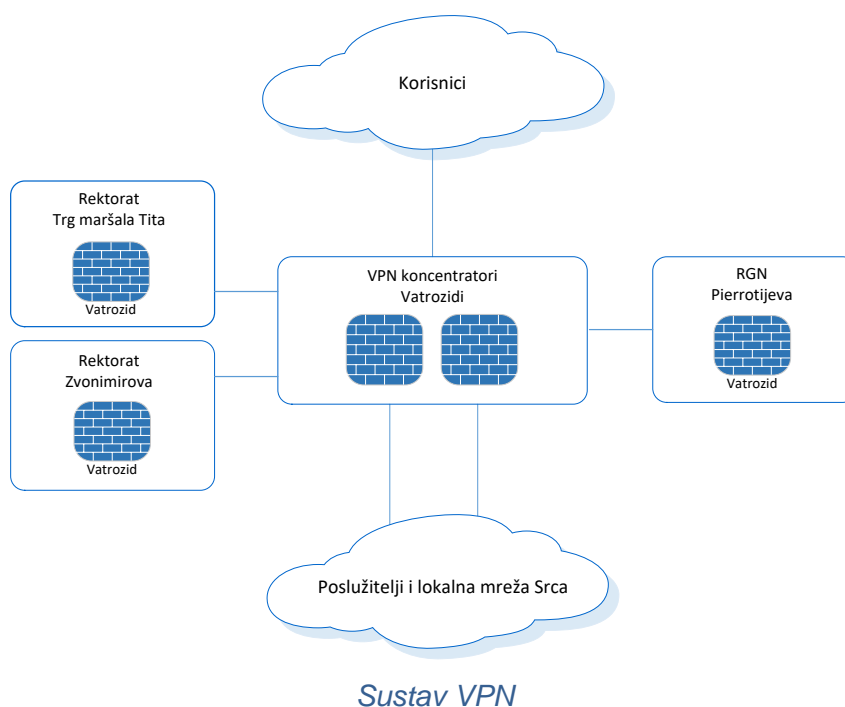 Korisnici
Rektorat
Trg maršala Tita
Vatrozid
VPN koncentratori
Vatrozidi
RGN
Pierrotijeva
Vatrozid
Rektorat
Zvonimirova
Vatrozid
Poslužitelji i lokalna mreža Srca
Sustav VPN